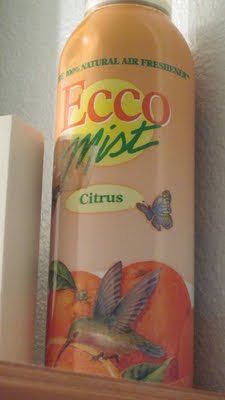 100% NATURAL AIR FRESHENER
Ecco
Mist
Citrus